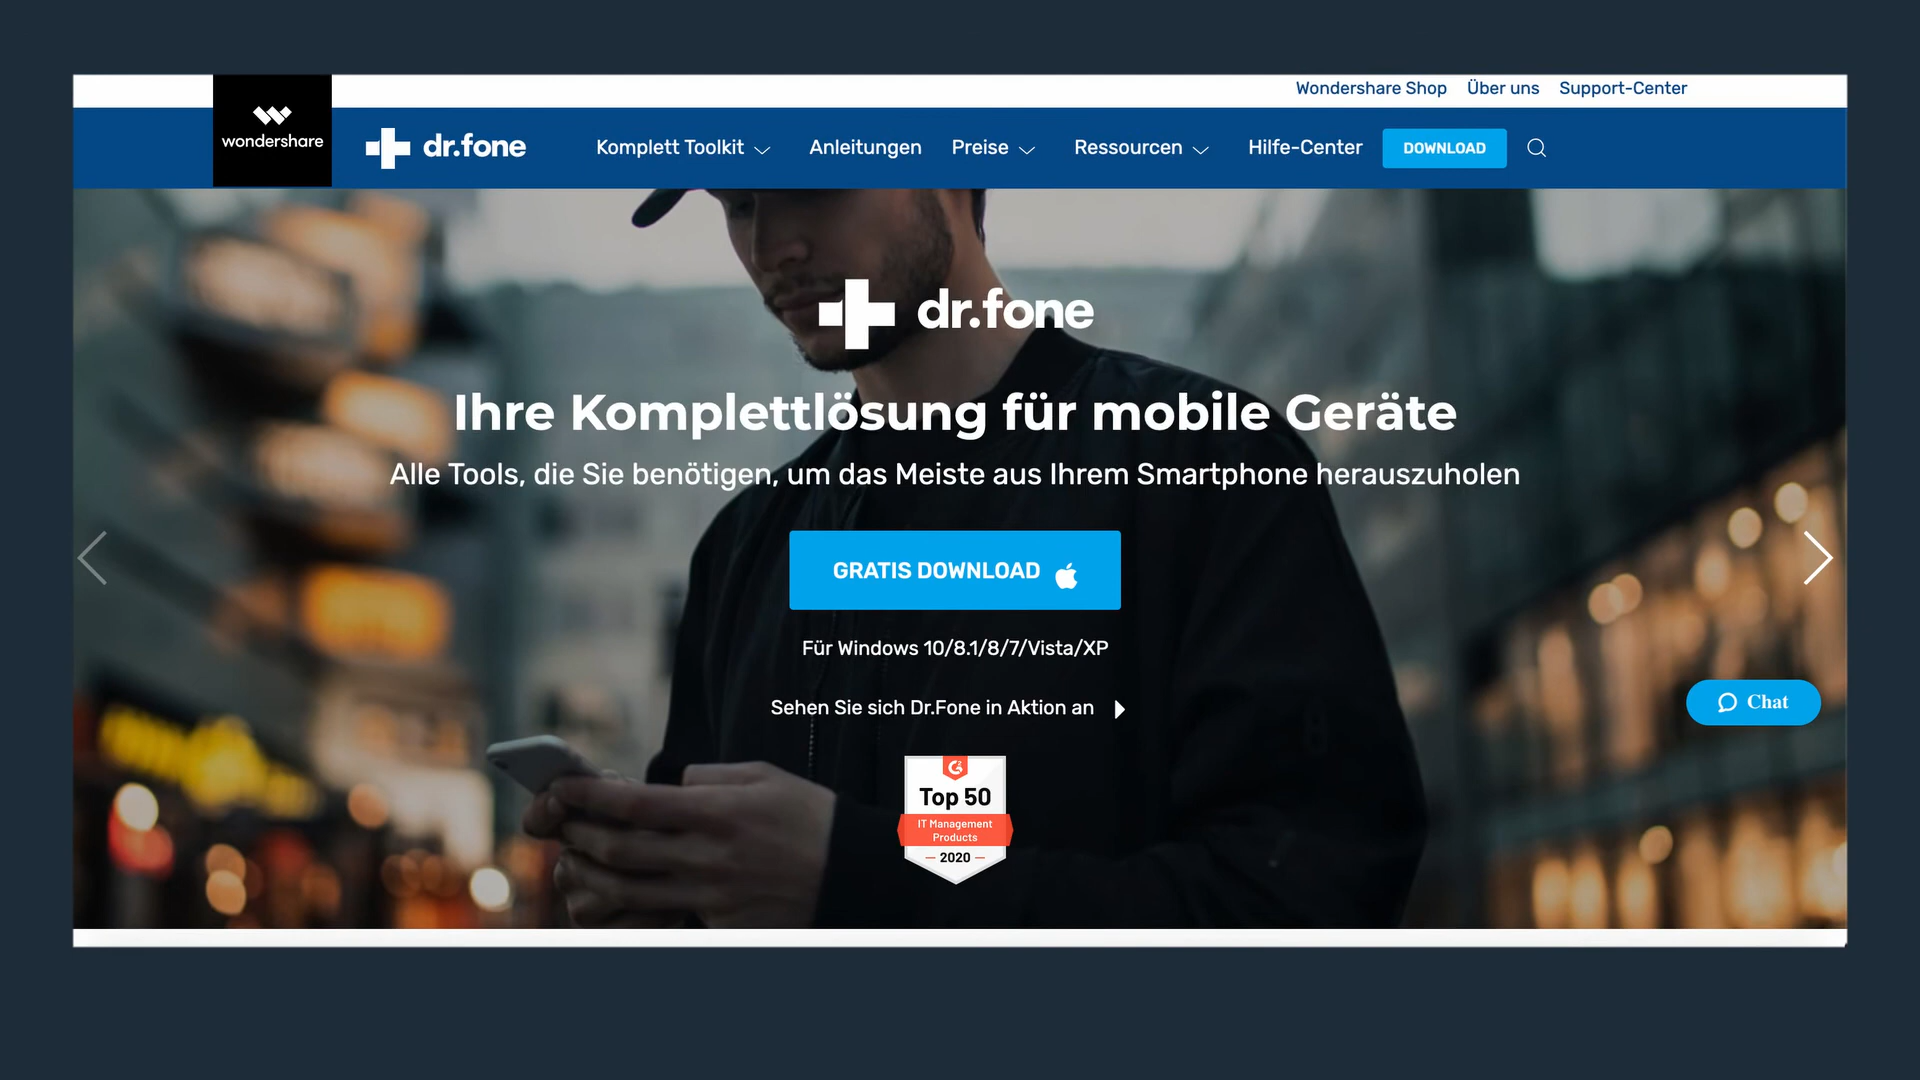 Wondershare Shop Über uns Support-Center
wondershare
dr.fone
Komplett Toolkit Anleitungen Preise Ressourcen Hilfe-Center DOWNLOAD
dr.fone
Ihre Komplettlösung für mobile Geräte
Alle Tools, die Sie benötigen, um das Meiste aus Ihrem Smartphone herauszuholen
GRATIS DOWNLOAD
Für Windows 10/8.1/8/7/Vista/XP
Sehen Sie sich Dr.Fone in Aktion an
Chat
G2
Top 50
IT Management
Products
2020